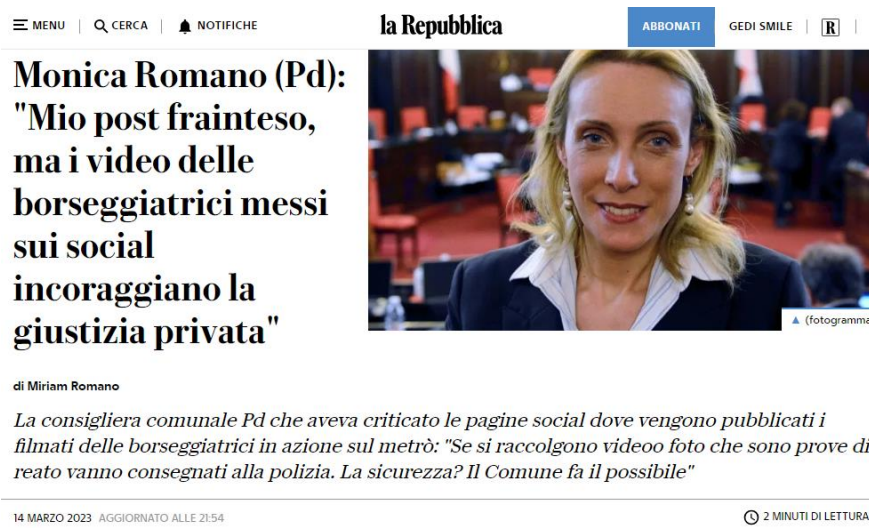 MENU
CERCA
NOTIFICHE
la Repubblica
ABBONATI
GEDI SMILE
R
Monica Romano (Pd):
"Mio post frainteso,
ma i video delle
borseggiatrici messi
sui social
incoraggiano la
giustizia privata"
(fotogramma
di Miriam Romano
La consigliera comunale Pd che aveva criticato le pagine social dove vengono pubblicati i
filmati delle borseggiatrici in azione sul metrò: "Se si raccolgono videoo foto che sono prove di
reato vanno consegnati alla polizia. La sicurezza? Il Comune fa il possibile"
14 MARZO 2023 AGGIORNATO ALLE 21:54
2 MINUTI DI LETTURA